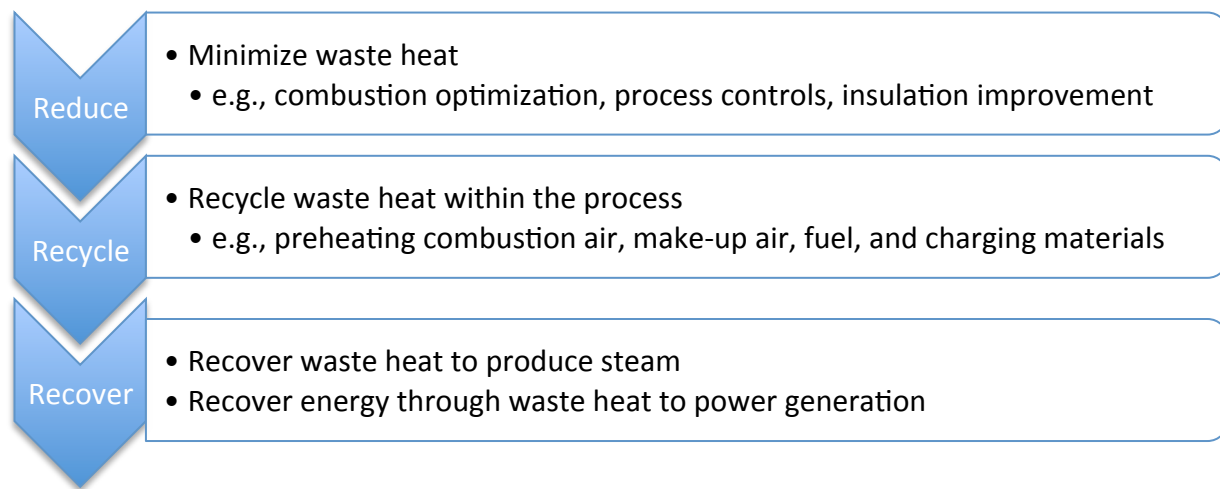 Reduce
• Minimize waste heat
• e.g., combustion optimization, process controls, insulation improvement
Recycle
• Recycle waste heat within the process
• e.g., preheating combustion air, make-up air, fuel, and charging materials
Recover
• Recover waste heat to produce steam
• Recover energy through waste heat to power generation